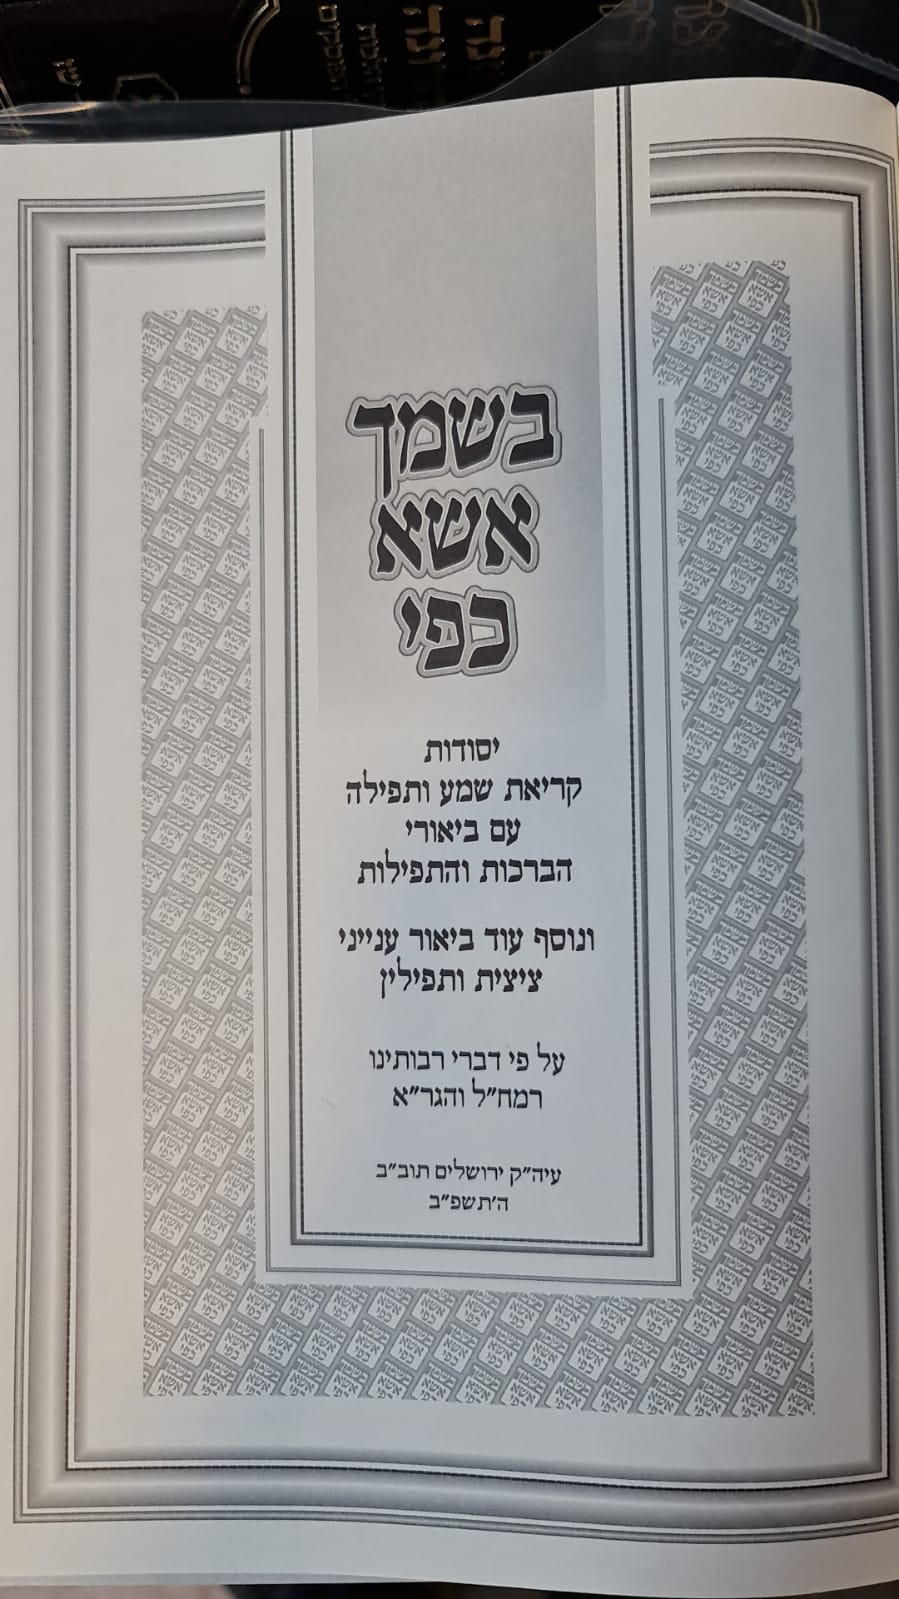 בשמך
אשא
כפי
יסודות
קריאת שמע ותפילה
עם ביאורי
הברכות והתפילות
ונוסף עוד ביאור ענייני
ציצית ותפילין
על פי דברי רבותינו
רמח״ל והגר״א
עיה״ק ירושלים תוב״ב
ה׳תשפ״ב